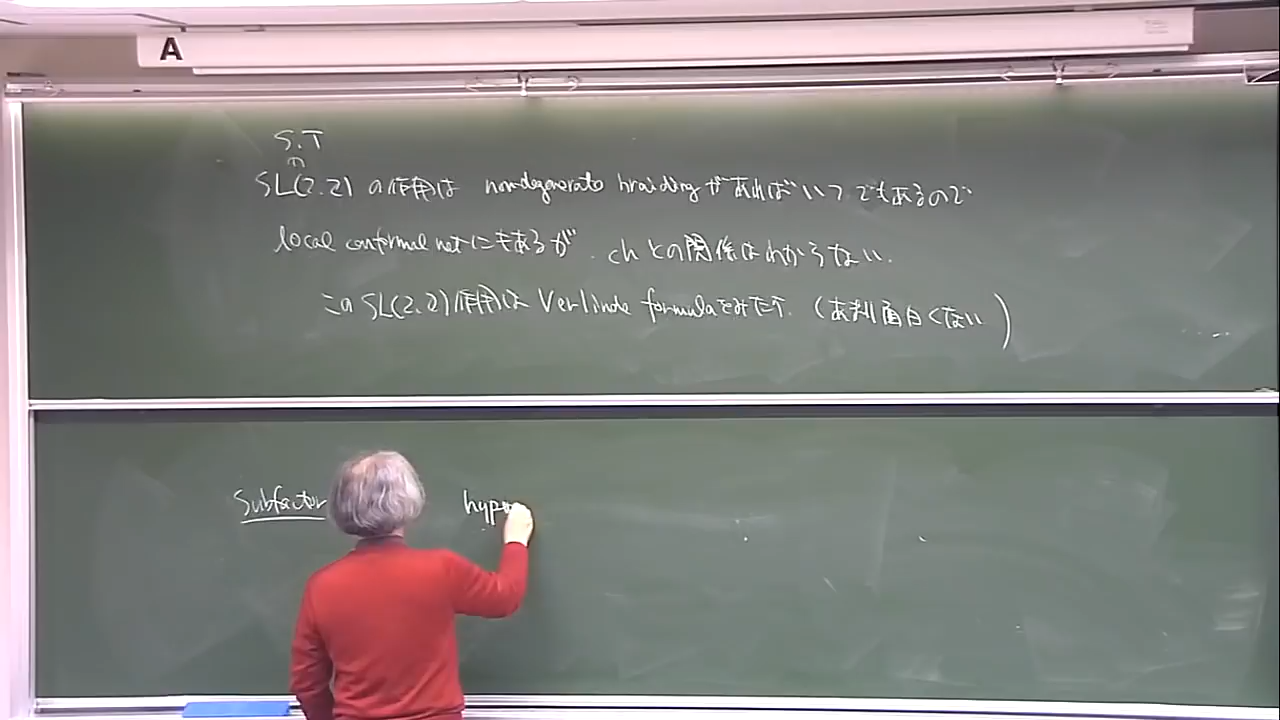 A
S.T
SL(2.Z) の作用は nondegenerate braiding があればいつでもあるので
local conformal net にもあるが. ch との関係はわからない.
この SL(2.Z) 作用は Verlinde formula をみたす. (あまり面白くない)
Subfactor hyp